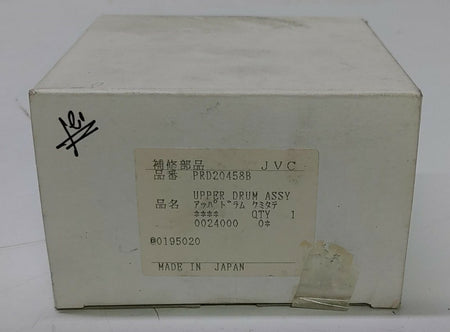 補修部品 JVC
品番 PRD20458B
UPPER DRUM ASSY
品名 アッパドラム クミタテ
**** QTY 1
0024000 0*
@0195020
MADE IN JAPAN